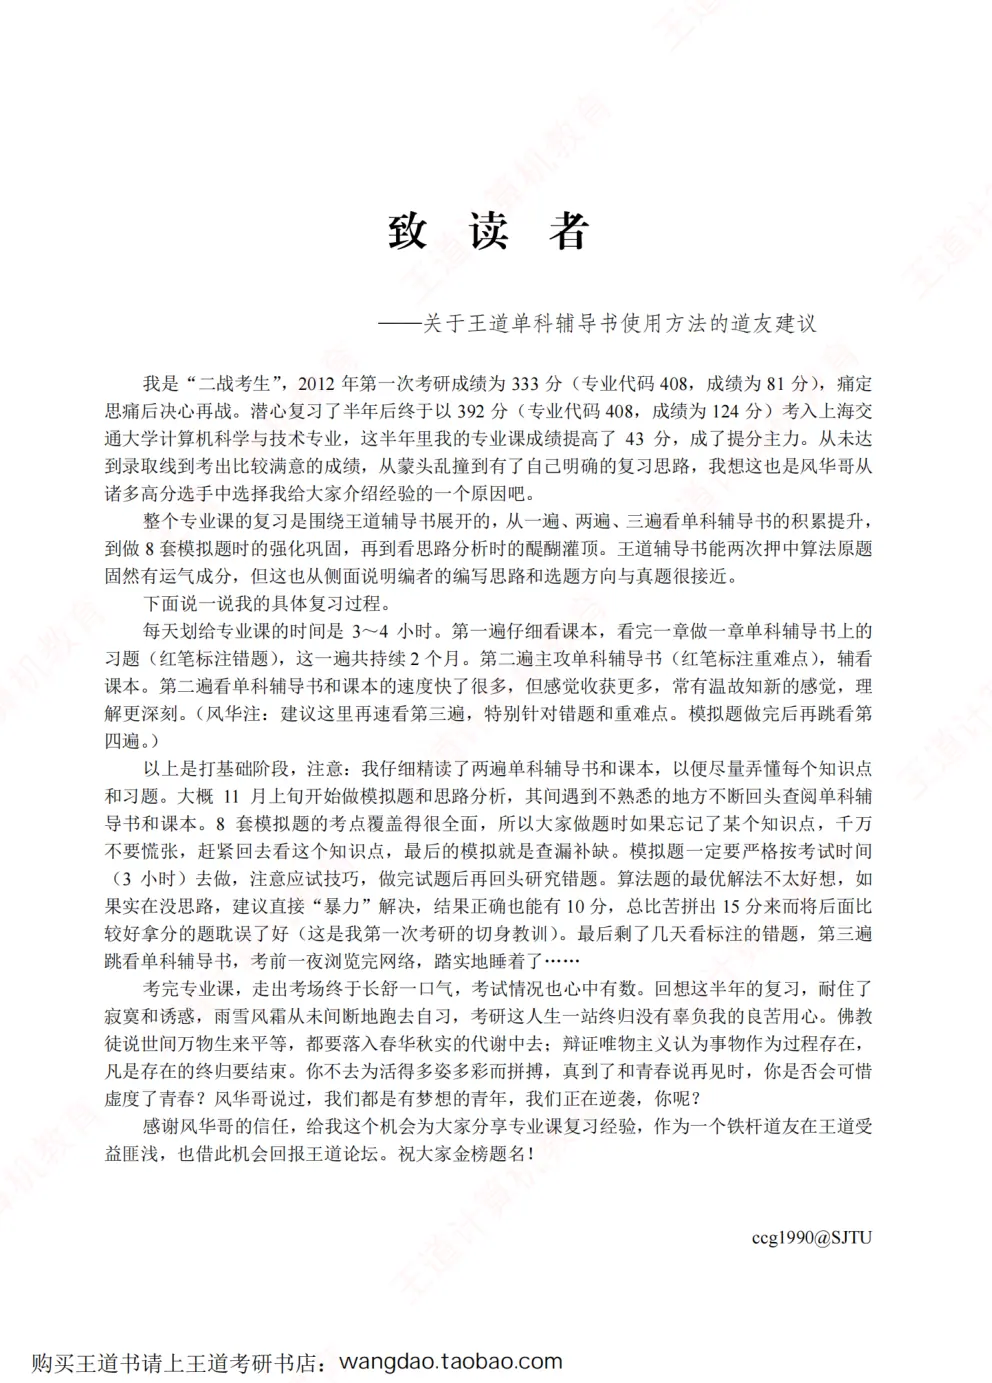 致 读 者
——关于王道单科辅导书使用方法的道友建议
我是“二战考生”，2012 年第一次考研成绩为 333 分（专业代码 408，成绩为 81 分），痛定
思痛后决心再战。潜心复习了半年后终于以 392 分（专业代码 408，成绩为 124 分）考入上海交
通大学计算机科学与技术专业，这半年里我的专业课成绩提高了 43 分，成了提分主力。从未达
到录取线到考出比较满意的成绩，从蒙头乱撞到有了自己明确的复习思路，我想这也是风华哥从
诸多高分选手中选择我给大家介绍经验的一个原因吧。
整个专业课的复习是围绕王道辅导书展开的，从一遍、两遍、三遍看单科辅导书的积累提升，
到做 8 套模拟题时的强化巩固，再到看思路分析时的醍醐灌顶。王道辅导书能两次押中算法原题
固然有运气成分，但这也从侧面说明编者的编写思路和选题方向与真题很接近。
下面说一说我的具体复习过程。
每天划给专业课的时间是 3～4 小时。第一遍仔细看课本，看完一章做一章单科辅导书上的
习题（红笔标注错题），这一遍共持续 2 个月。第二遍主攻单科辅导书（红笔标注重难点），辅看
课本。第二遍看单科辅导书和课本的速度快了很多，但感觉收获更多，常有温故知新的感觉，理
解更深刻。（风华注：建议这里再速看第三遍，特别针对错题和重难点。模拟题做完后再跳看第
四遍。）
以上是打基础阶段，注意：我仔细精读了两遍单科辅导书和课本，以便尽量弄懂每个知识点
和习题。大概 11 月上旬开始做模拟题和思路分析，其间遇到不熟悉的地方不断回头查阅单科辅
导书和课本。8 套模拟题的考点覆盖得很全面，所以大家做题时如果忘记了某个知识点，千万
不要慌张，赶紧回去看这个知识点，最后的模拟就是查漏补缺。模拟题一定要严格按考试时间
（3 小时）去做，注意应试技巧，做完试题后再回头研究错题。算法题的最优解法不太好想，如
果实在没思路，建议直接“暴力”解决，结果正确也能有 10 分，总比苦拼出 15 分来而将后面比
较好拿分的题耽误了好（这是我第一次考研的切身教训）。最后剩了几天看标注的错题，第三遍
跳看单科辅导书，考前一夜浏览完网络，踏实地睡着了……
考完专业课，走出考场终于长舒一口气，考试情况也心中有数。回想这半年的复习，耐住了
寂寞和诱惑，雨雪风霜从未间断地跑去自习，考研这人生一站终归没有辜负我的良苦用心。佛教
徒说世间万物生来平等，都要落入春华秋实的代谢中去；辩证唯物主义认为事物作为过程存在，
凡是存在的终归要结束。你不去为活得多姿多彩而拼搏，真到了和青春说再见时，你是否会可惜
虚度了青春？风华哥说过，我们都是有梦想的青年，我们正在逆袭，你呢？
感谢风华哥的信任，给我这个机会为大家分享专业课复习经验，作为一个铁杆道友在王道受
益匪浅，也借此机会回报王道论坛。祝大家金榜题名！
ccg1990@SJTU
购买王道书请上王道考研书店：wangdao.taobao.com